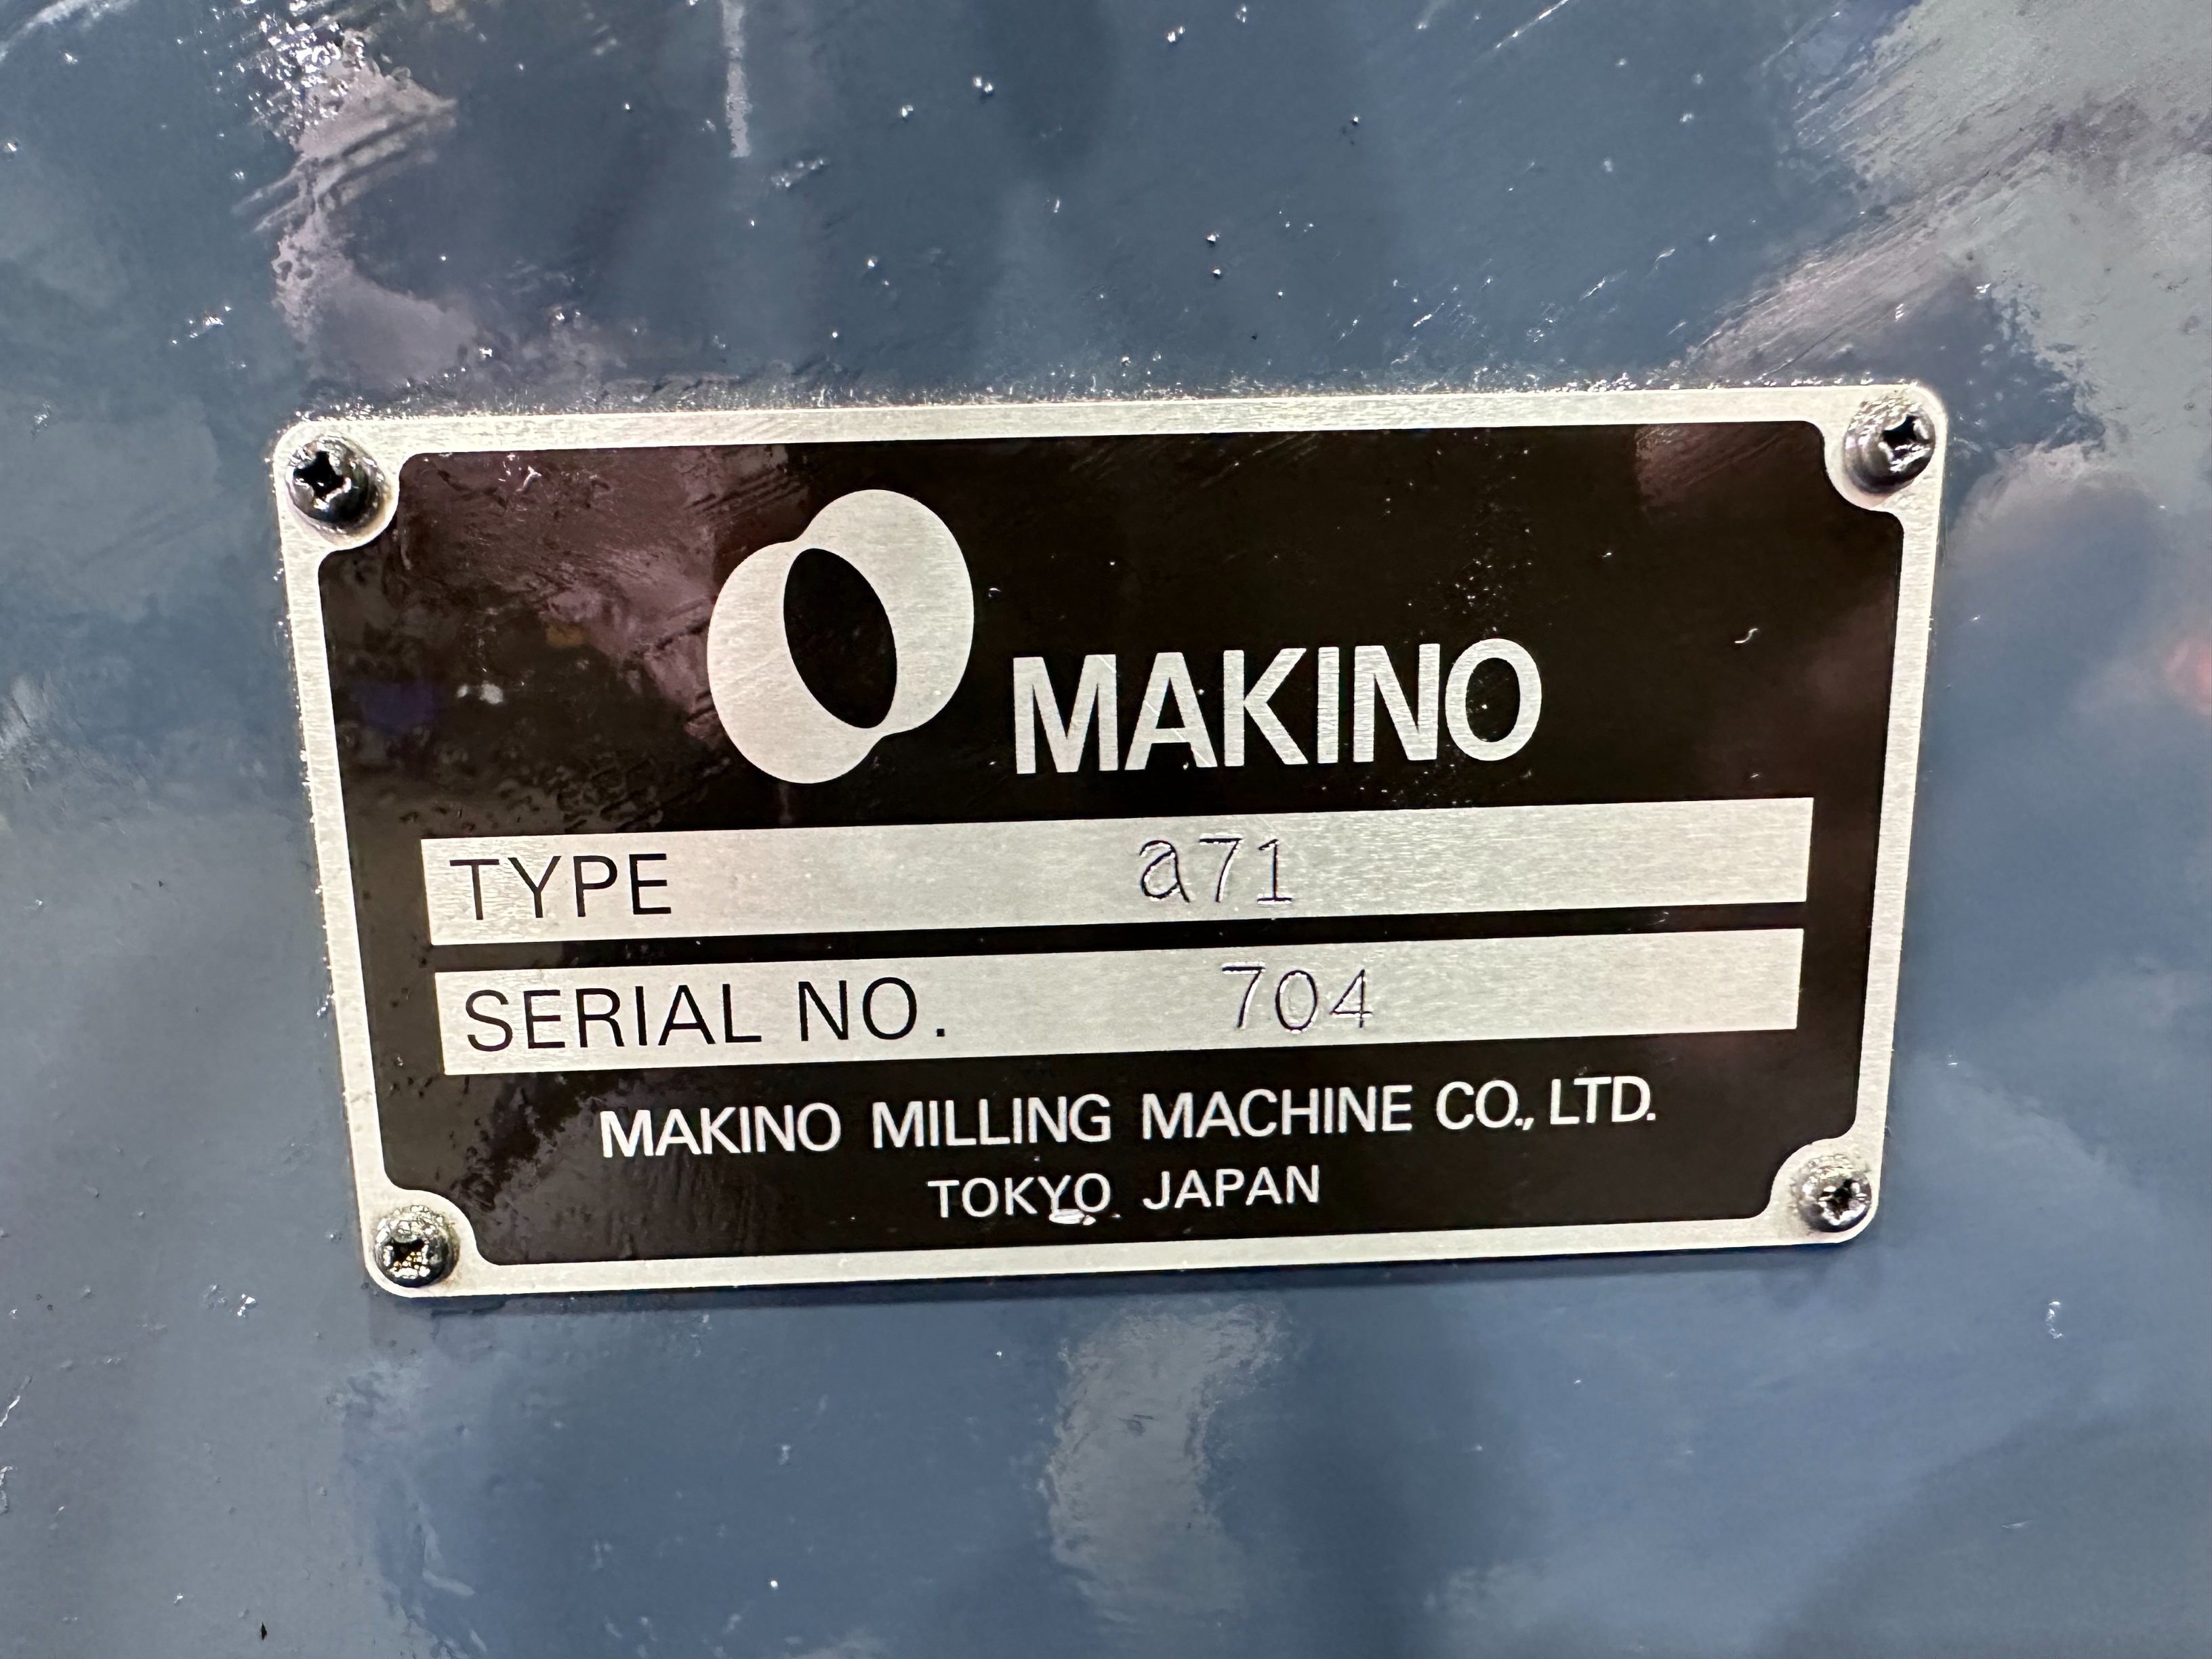 MAKINO
TYPE a71
SERIAL NO. 704
MAKINO MILLING MACHINE CO., LTD.
TOKYO JAPAN